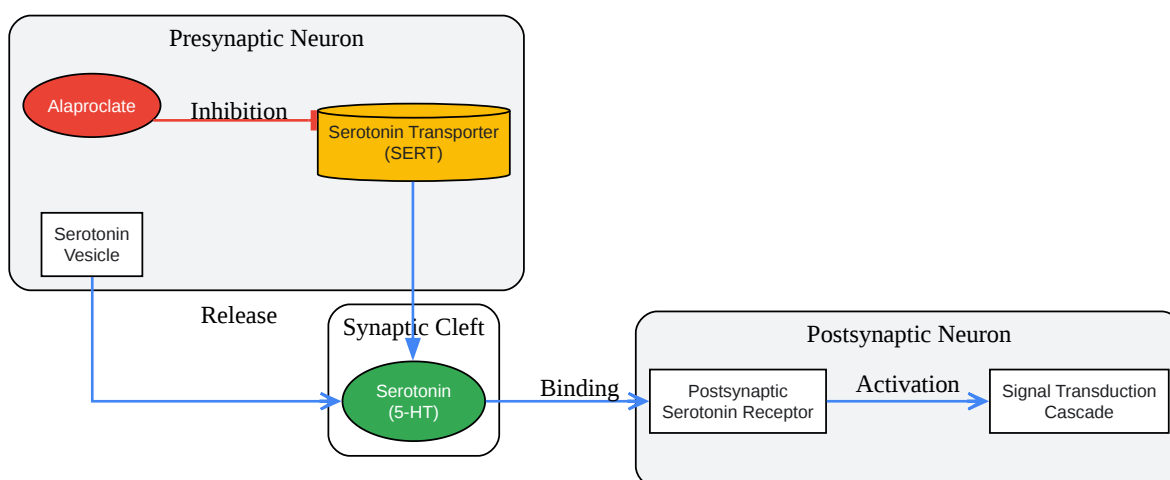 Presynaptic Neuron
Alaproclate
Inhibition
Serotonin Transporter
(SERT)
Serotonin
Vesicle
Release
Synaptic Cleft
Serotonin
(5-HT)
Binding
Postsynaptic Neuron
Postsynaptic
Serotonin Receptor
Activation
Signal Transduction
Cascade